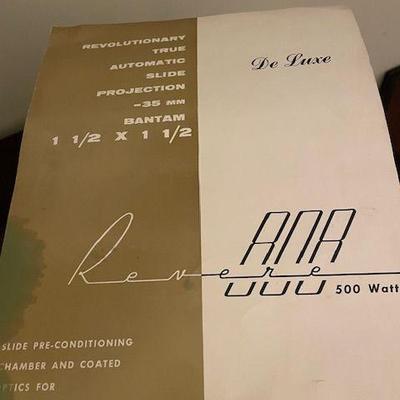 REVOLUTIONARY
TRUE
AUTOMATIC
SLIDE
PROJECTION
-35 MM
BANTAM
1 1/2 X 1 1/2
De Luxe
Revere
888
500 Watt
SLIDE PRE-CONDITIONING
CHAMBER AND COATED
OPTICS FOR